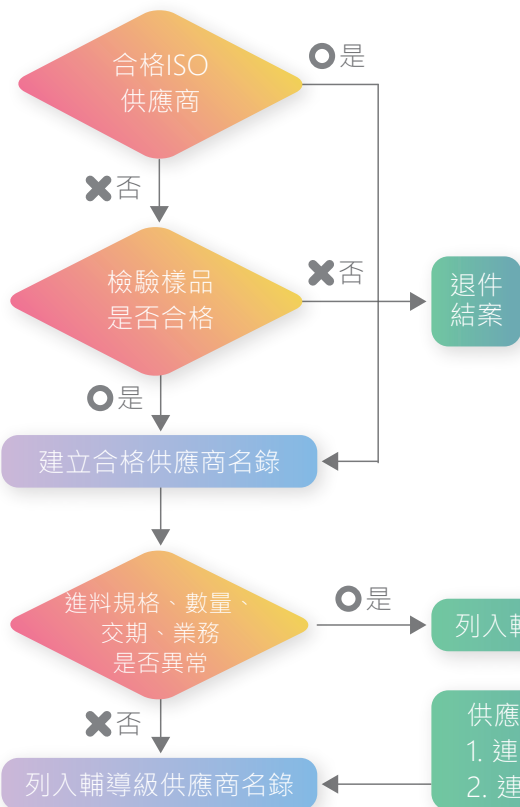 合格ISO
供應商
是
否
檢驗樣品
是否合格
否
退件
結案
是
建立合格供應商名錄
進料規格、數量、
交期、業務
是否異常
是
列入輔
否
列入輔導級供應商名錄
供應
1. 連
2. 連